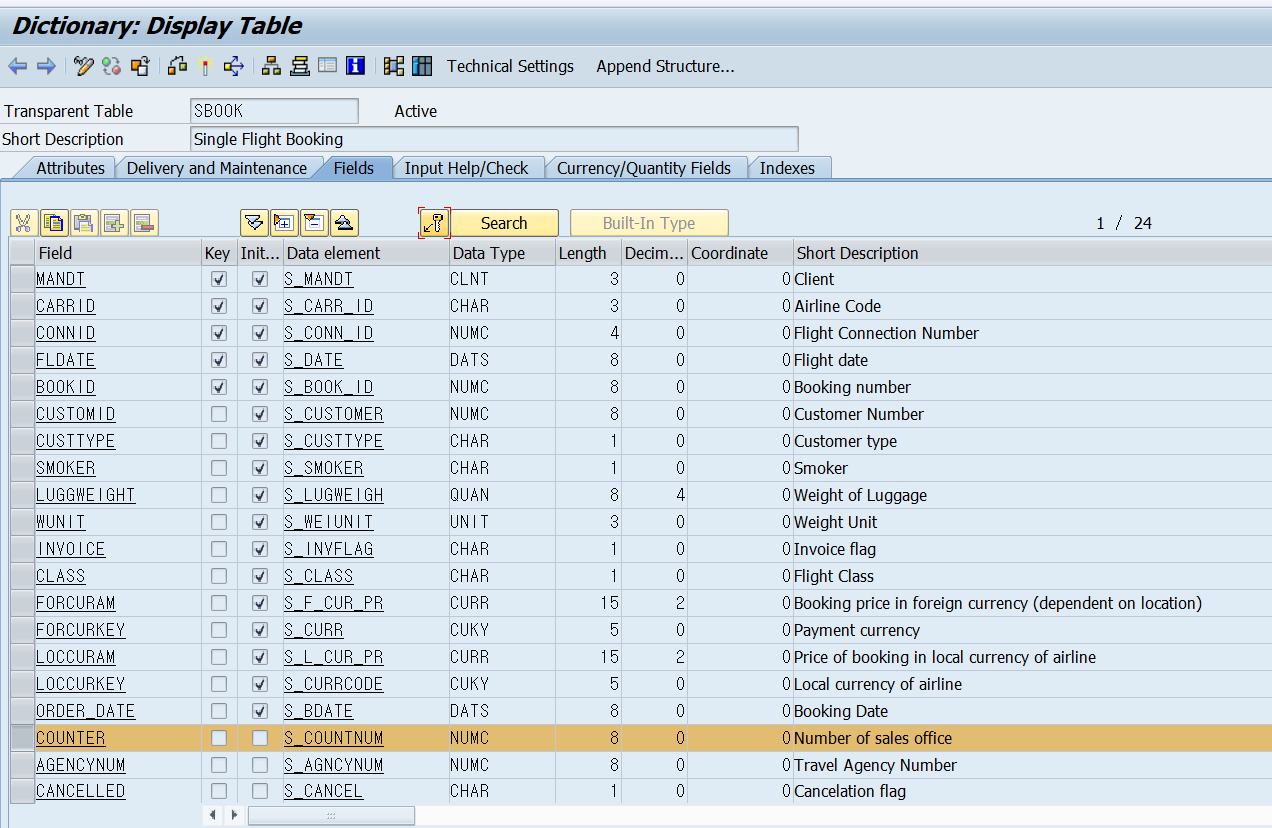 Dictionary: Display Table
Technical Settings Append Structure...
Transparent Table SBOOK Active
Short Description Single Flight Booking
Attributes Delivery and Maintenance Fields Input Help/Check Currency/Quantity Fields Indexes
Search Built-In Type 1 / 24
Field Key Init... Data element Data Type Length Decim... Coordinate Short Description
MANDT S_MANDT CLNT 3 0 0 Client
CARRID S_CARR_ID CHAR 3 0 0 Airline Code
CONNID S_CONN_ID NUMC 4 0 0 Flight Connection Number
FLDATE S_DATE DATS 8 0 0 Flight date
BOOKID S_BOOK_ID NUMC 8 0 0 Booking number
CUSTOMID S_CUSTOMER NUMC 8 0 0 Customer Number
CUSTTYPE S_CUSTTYPE CHAR 1 0 0 Customer type
SMOKER S_SMOKER CHAR 1 0 0 Smoker
LUGGWEIGHT S_LUGWEIGH QUAN 8 4 0 Weight of Luggage
WUNIT S_WEIUNIT UNIT 3 0 0 Weight Unit
INVOICE S_INVFLAG CHAR 1 0 0 Invoice flag
CLASS S_CLASS CHAR 1 0 0 Flight Class
FORCURAM S_F_CUR_PR CURR 15 2 0 Booking price in foreign currency (dependent on location)
FORCURKEY S_CURR CUKY 5 0 0 Payment currency
LOCCURAM S_L_CUR_PR CURR 15 2 0 Price of booking in local currency of airline
LOCCURKEY S_CURRCODE CUKY 5 0 0 Local currency of airline
ORDER_DATE S_BDATE DATS 8 0 0 Booking Date
COUNTER S_COUNTNUM NUMC 8 0 0 Number of sales office
AGENCYNUM S_AGNCYNUM NUMC 8 0 0 Travel Agency Number
CANCELLED S_CANCEL CHAR 1 0 0 Cancelation flag